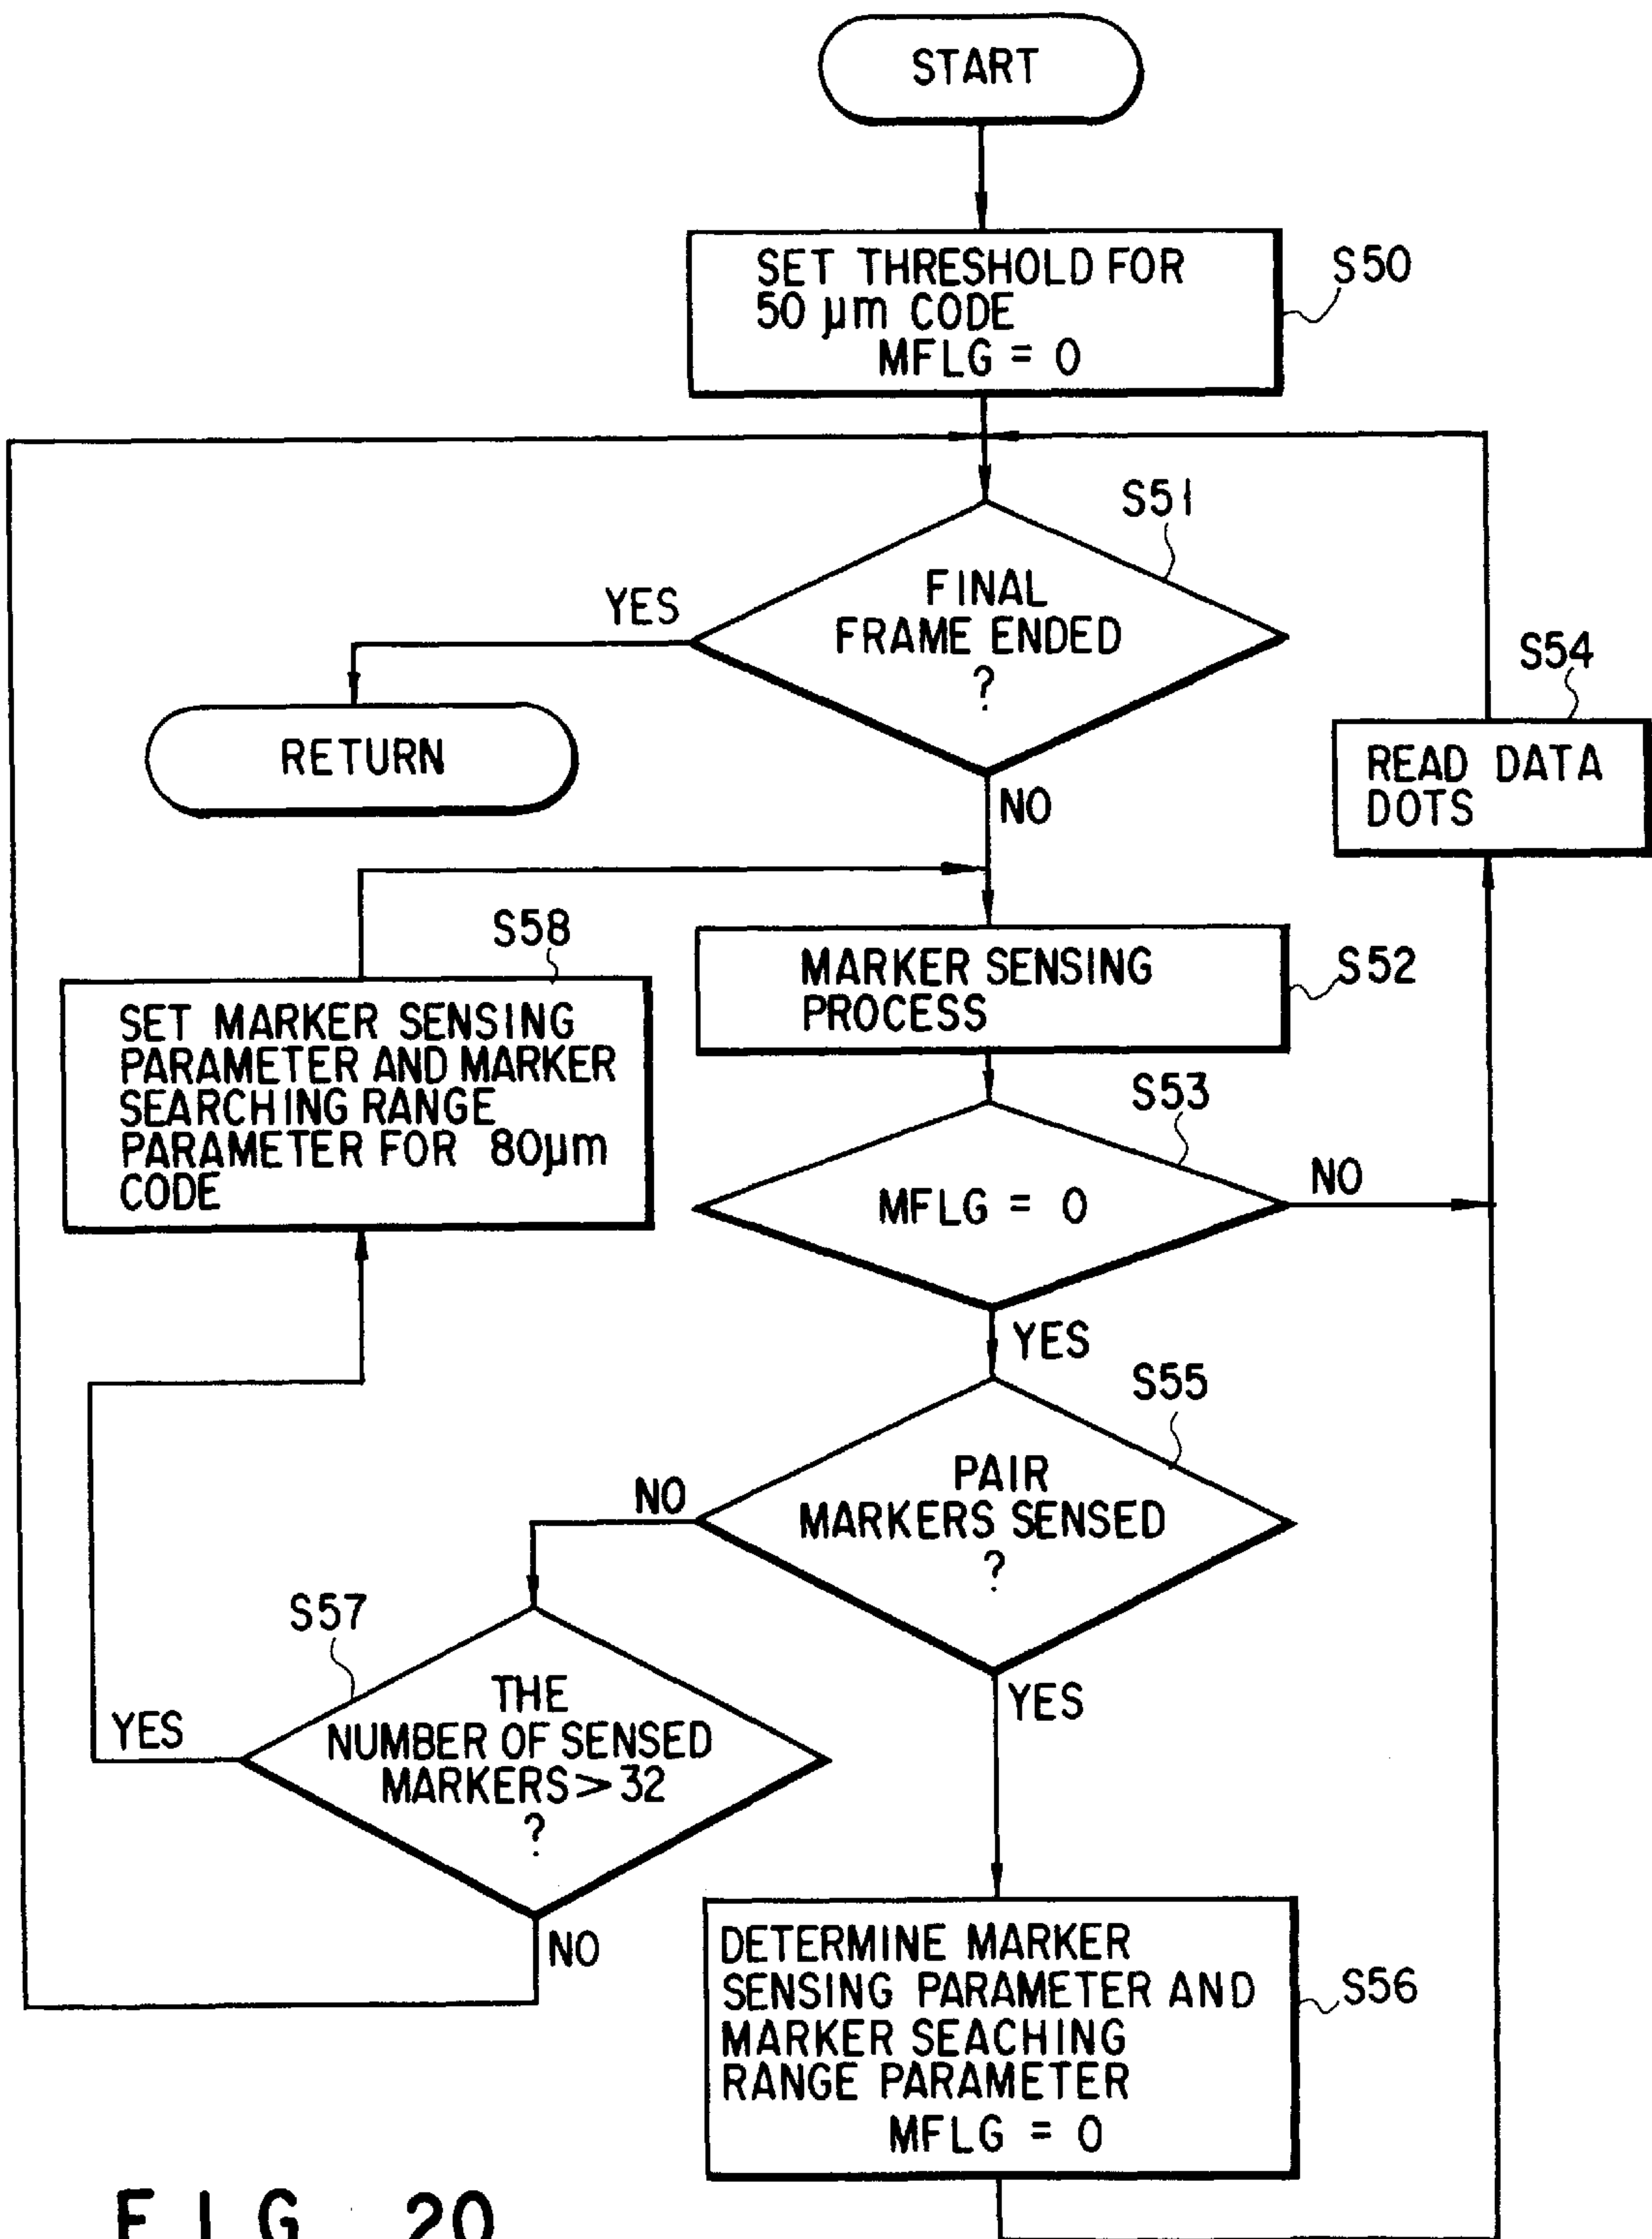 START
SET THRESHOLD FOR
50 µm CODE
MFLG = 0
S50
S51
FINAL
FRAME ENDED
?
YES
NO
RETURN
S54
READ DATA
DOTS
S58
SET MARKER SENSING
PARAMETER AND MARKER
SEARCHING RANGE
PARAMETER FOR 80µm
CODE
MARKER SENSING
PROCESS
S52
S53
MFLG = 0
NO
YES
S55
PAIR
MARKERS SENSED
?
NO
YES
S57
THE
NUMBER OF SENSED
MARKERS > 32
?
YES
NO
DETERMINE MARKER
SENSING PARAMETER AND
MARKER SEACHING
RANGE PARAMETER
MFLG = 0
S56
FIG. 20